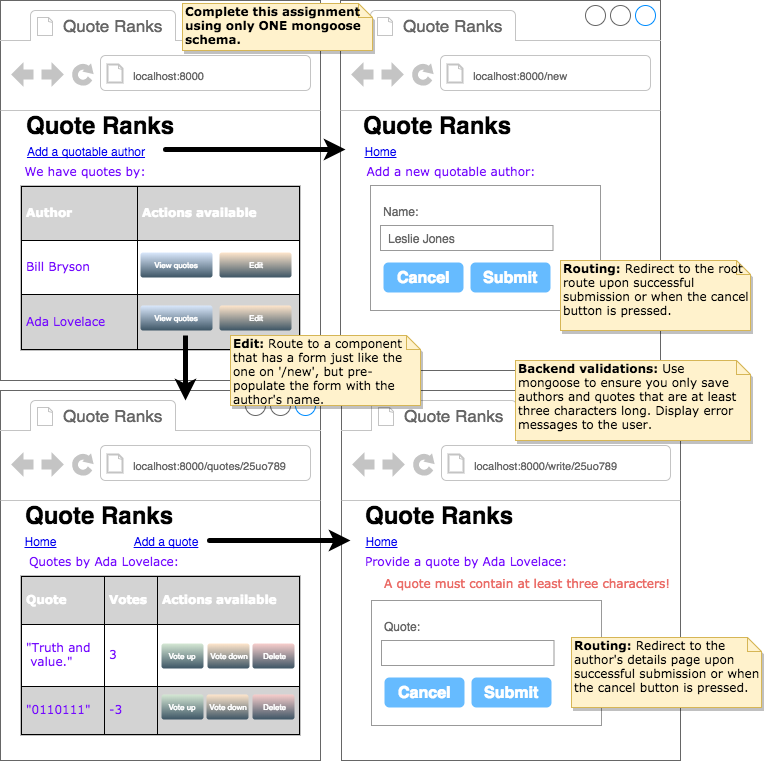 Quote Ranks
Complete this assignment
using only ONE mongoose
schema.
localhost:8000
Quote Ranks
Add a quotable author
We have quotes by:
Author
Actions available
Bill Bryson
View quotes
Edit
Ada Lovelace
View quotes
Edit
Quote Ranks
localhost:8000/new
Quote Ranks
Home
Add a new quotable author:
Name:
Leslie Jones
Cancel
Submit
Routing: Redirect to the root
route upon successful
submission or when the cancel
button is pressed.
Edit: Route to a component
that has a form just like the
one on '/new', but pre-
populate the form with the
author's name.
Backend validations: Use
mongoose to ensure you only save
authors and quotes that are at least
three characters long. Display error
messages to the user.
Quote Ranks
localhost:8000/quotes/25uo789
Quote Ranks
Home
Add a quote
Quotes by Ada Lovelace:
Quote
Votes
Actions available
"Truth and
value."
3
Vote up
Vote down
Delete
"0110111"
-3
Vote up
Vote down
Delete
Quote Ranks
localhost:8000/write/25uo789
Quote Ranks
Home
Provide a quote by Ada Lovelace:
A quote must contain at least three characters!
Quote:
Cancel
Submit
Routing: Redirect to the
author's details page upon
successful submission or when
the cancel button is pressed.